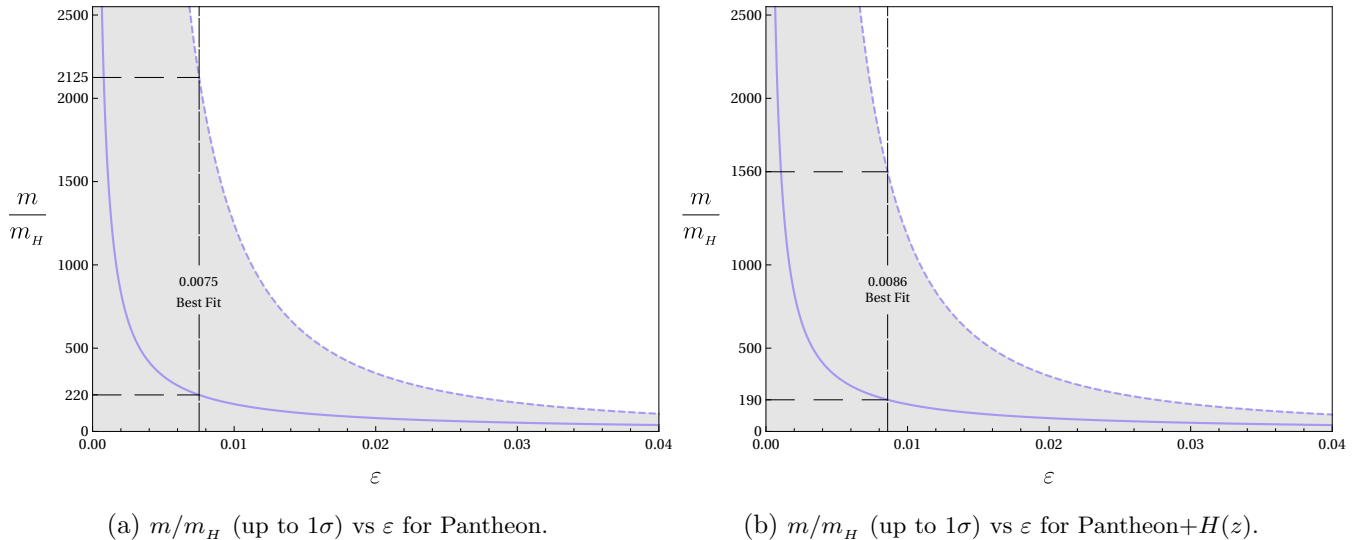 2500
2125
2000
1500
1000
500
220
0
m
m_H
0.0075
Best Fit
0.00
0.01
0.02
0.03
0.04
ε
(a) m/m_H (up to 1σ) vs ε for Pantheon.
2500
2000
1560
1500
1000
500
190
0
m
m_H
0.0086
Best Fit
0.00
0.01
0.02
0.03
0.04
ε
(b) m/m_H (up to 1σ) vs ε for Pantheon+H(z).